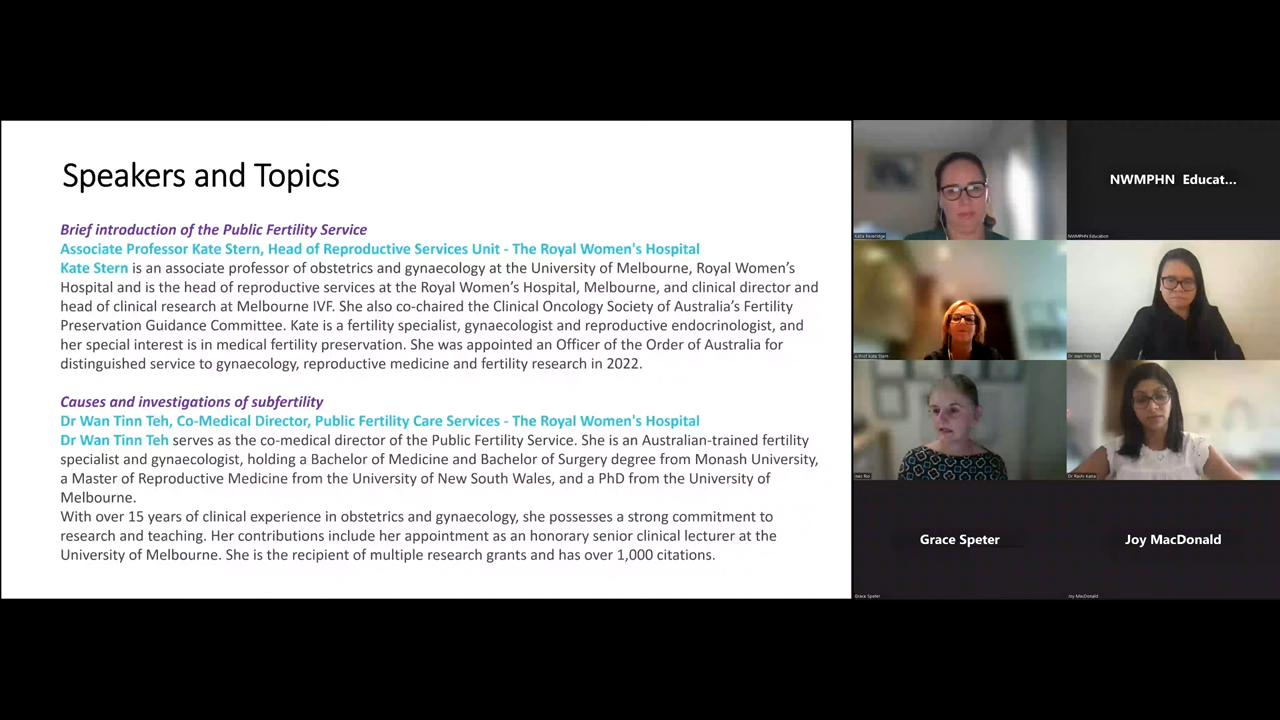 Speakers and Topics
Brief introduction of the Public Fertility Service
Associate Professor Kate Stern, Head of Reproductive Services Unit - The Royal Women's Hospital
Kate Stern is an associate professor of obstetrics and gynaecology at the University of Melbourne, Royal Women's
Hospital and is the head of reproductive services at the Royal Women's Hospital, Melbourne, and clinical director and
head of clinical research at Melbourne IVF. She also co-chaired the Clinical Oncology Society of Australia's Fertility
Preservation Guidance Committee. Kate is a fertility specialist, gynaecologist and reproductive endocrinologist, and
her special interest is in medical fertility preservation. She was appointed an Officer of the Order of Australia for
distinguished service to gynaecology, reproductive medicine and fertility research in 2022.
Causes and investigations of subfertility
Dr Wan Tinn Teh, Co-Medical Director, Public Fertility Care Services - The Royal Women's Hospital
Dr Wan Tinn Teh serves as the co-medical director of the Public Fertility Service. She is an Australian-trained fertility
specialist and gynaecologist, holding a Bachelor of Medicine and Bachelor of Surgery degree from Monash University,
a Master of Reproductive Medicine from the University of New South Wales, and a PhD from the University of
Melbourne.
With over 15 years of clinical experience in obstetrics and gynaecology, she possesses a strong commitment to
research and teaching. Her contributions include her appointment as an honorary senior clinical lecturer at the
University of Melbourne. She is the recipient of multiple research grants and has over 1,000 citations.
NWMPHN Educat...
NWMPHN Education
A/Prof Kate Stern
Dr Wan Tinn Teh
Grace Speter
Joy MacDonald
Grace Speter
Joy MacDonald